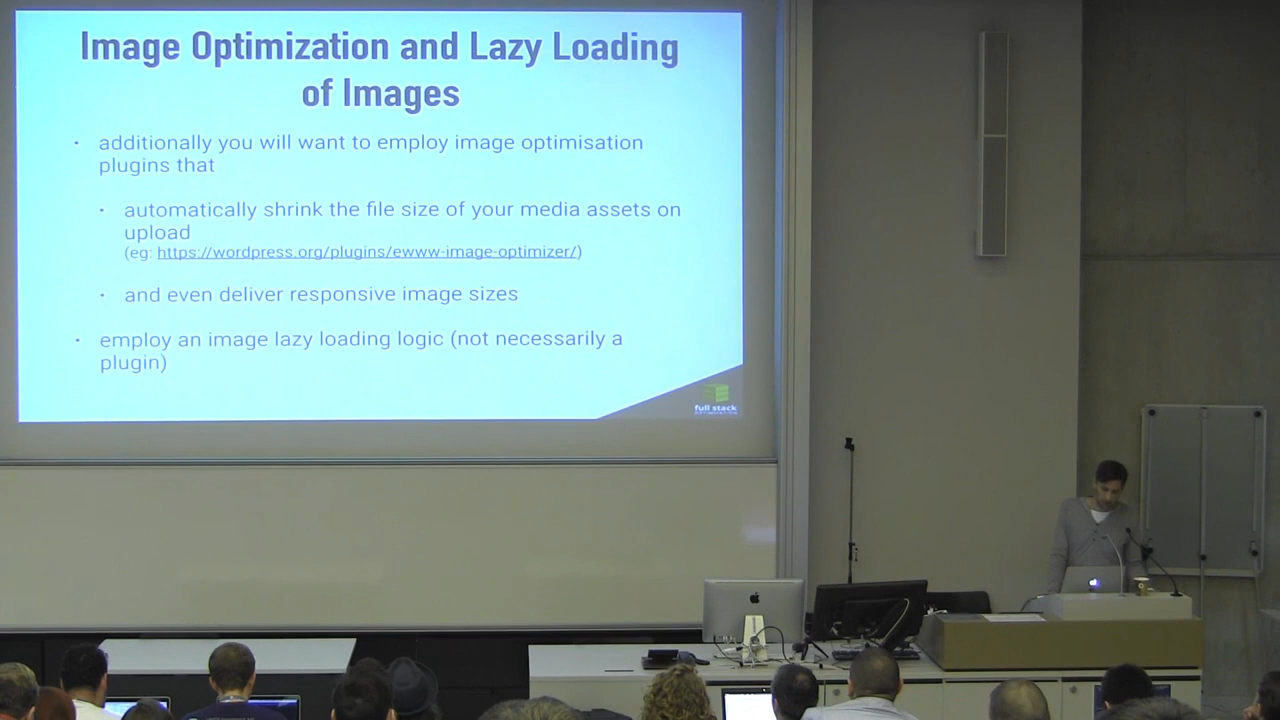 Image Optimization and Lazy Loading
of Images
• additionally you will want to employ image optimisation
plugins that
• automatically shrink the file size of your media assets on
upload
(eg: https://wordpress.org/plugins/ewww-image-optimizer/)
• and even deliver responsive image sizes
• employ an image lazy loading logic (not necessarily a
plugin)
full stack